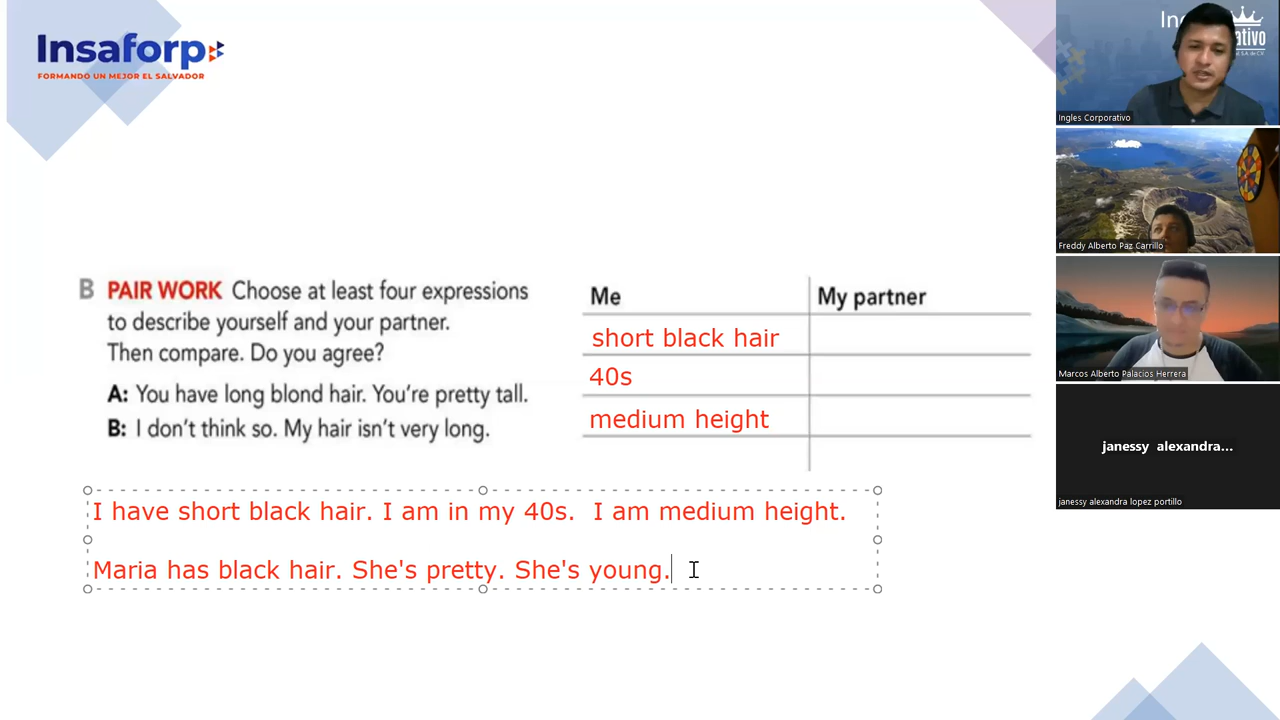 Insaforp
FORMANDO UN MEJOR EL SALVADOR
B PAIR WORK Choose at least four expressions
to describe yourself and your partner.
Then compare. Do you agree?
A: You have long blond hair. You're pretty tall.
B: I don't think so. My hair isn't very long.
Me My partner
short black hair
40s
medium height
I have short black hair. I am in my 40s. I am medium height.
Maria has black hair. She's pretty. She's young.
Ingles Corporativo
Freddy Alberto Paz Carrillo
Marcos Alberto Palacios Herrera
janessy alexandra...
janessy alexandra lopez portillo